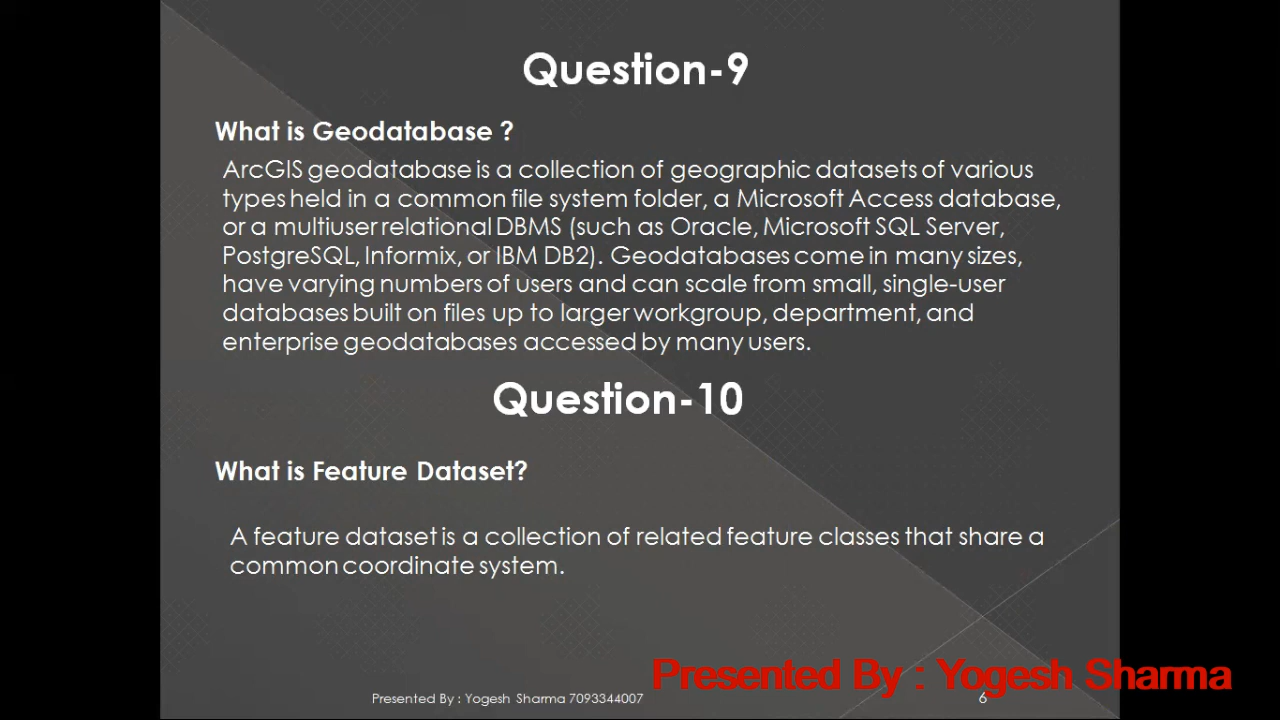 Question-9
What is Geodatabase ?
ArcGIS geodatabase is a collection of geographic datasets of various
types held in a common file system folder, a Microsoft Access database,
or a multiuser relational DBMS (such as Oracle, Microsoft SQL Server,
PostgreSQL, Informix, or IBM DB2). Geodatabases come in many sizes,
have varying numbers of users and can scale from small, single-user
databases built on files up to larger workgroup, department, and
enterprise geodatabases accessed by many users.
Question-10
What is Feature Dataset?
A feature dataset is a collection of related feature classes that share a
common coordinate system.
Presented By : Yogesh Sharma
Presented By : Yogesh Sharma 7093344007
6